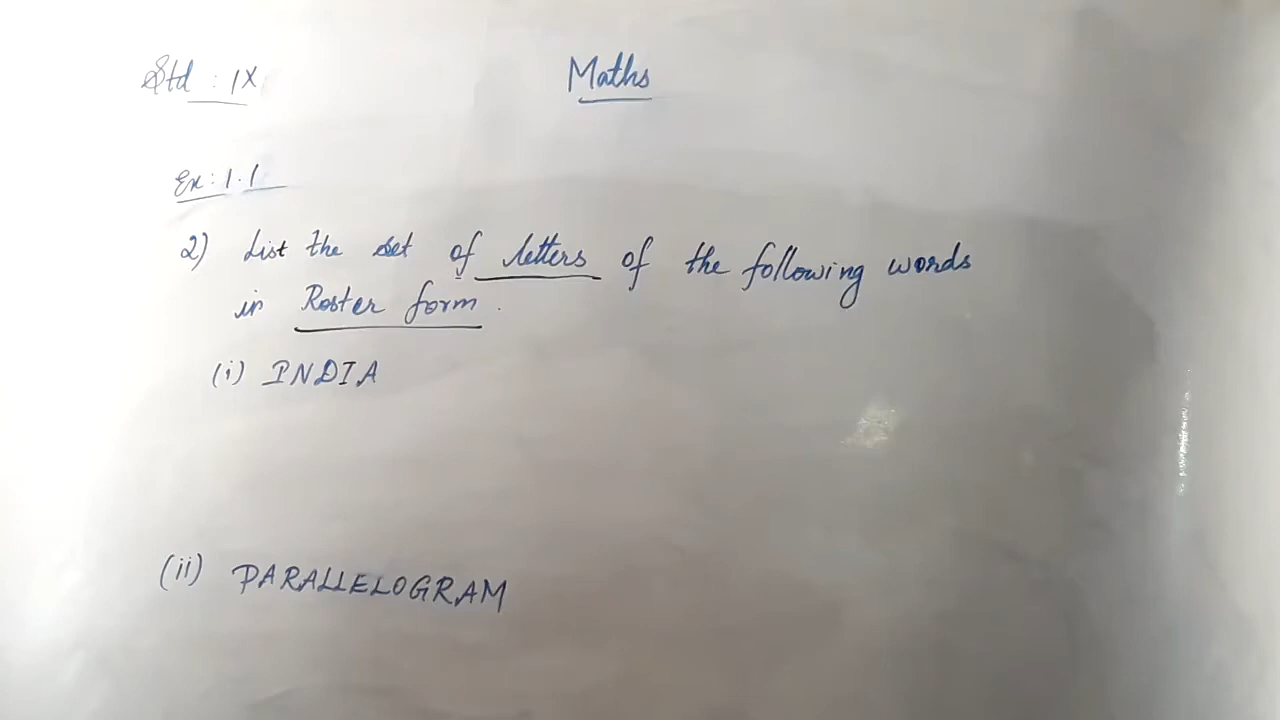 Std : IX
Maths
Ex: 1.1
2) List the set of letters of the following words
in Roster form.
(i) INDIA
(ii) PARALLELOGRAM